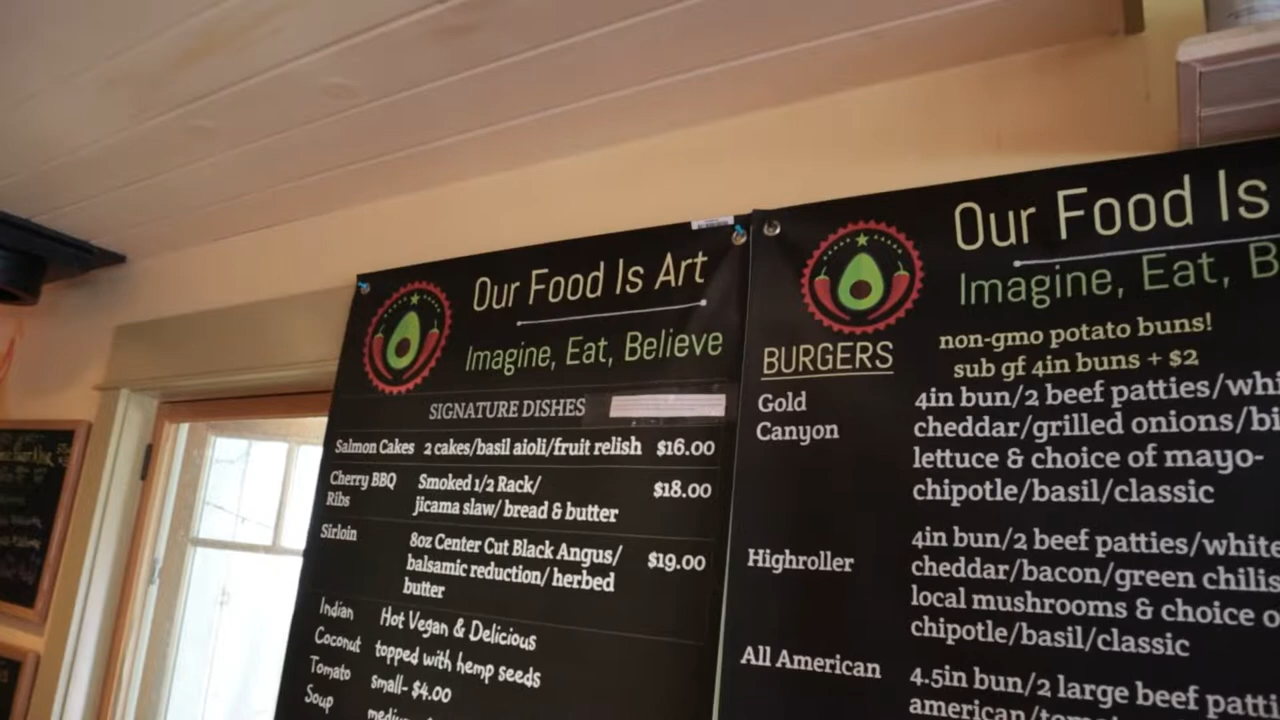 Our Food Is Art
Imagine, Eat, Believe
SIGNATURE DISHES
Salmon Cakes 2 cakes/basil aioli/fruit relish $16.00
Cherry BBQ Ribs Smoked 1/2 Rack/ $18.00
jicama slaw/ bread & butter
Sirloin 8oz Center Cut Black Angus/ $19.00
balsamic reduction/ herbed
butter
Indian Hot Vegan & Delicious
Coconut topped with hemp seeds
Tomato small- $4.00
Soup
Our Food Is
Imagine, Eat, B
non-gmo potato buns!
BURGERS sub gf 4in buns + $2
Gold Canyon 4in bun/2 beef patties/whi
cheddar/grilled onions/bi
lettuce & choice of mayo-
chipotle/basil/classic
Highroller 4in bun/2 beef patties/white
cheddar/bacon/green chilis
local mushrooms & choice o
chipotle/basil/classic
All American 4.5in bun/2 large beef patti